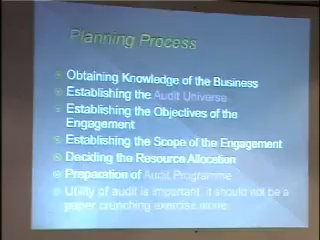 Planning Process
Obtaining Knowledge of the Business
Establishing the Audit Universe
Establishing the Objectives of the
Engagement
Establishing the Scope of the Engagement
Deciding the Resource Allocation
Preparation of Audit Programme
Utility of audit is important, it should not be a
paper crunching exercise alone